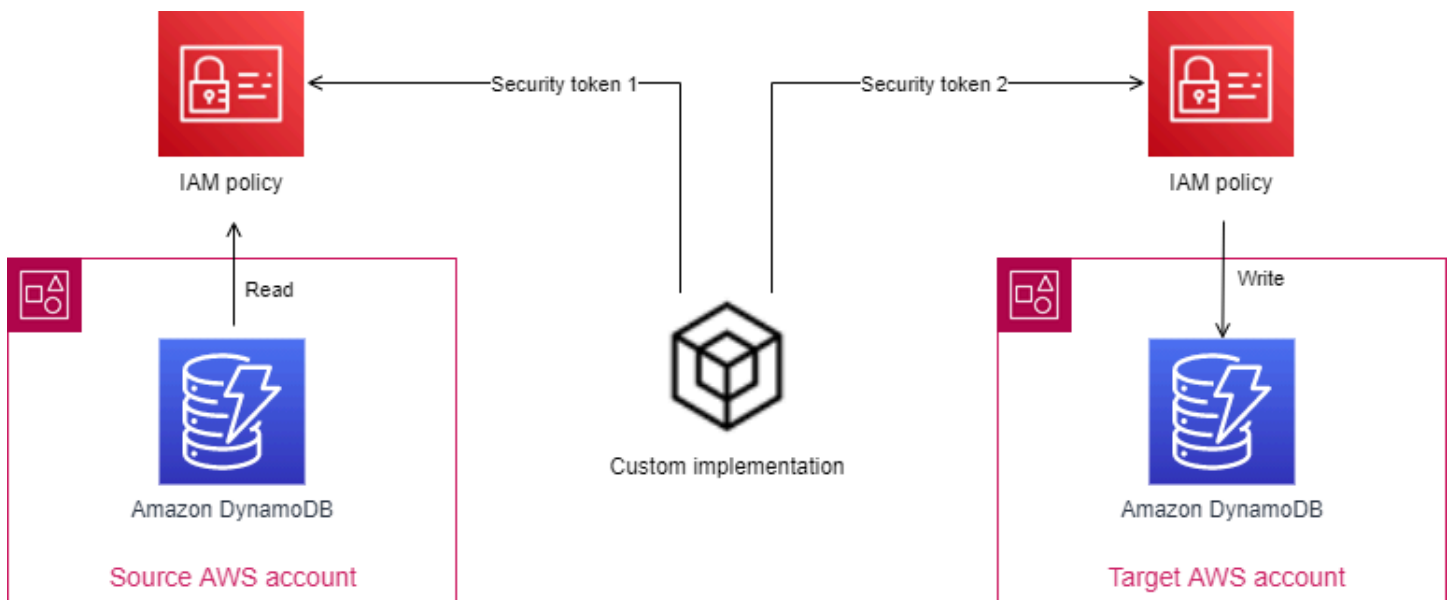 Security token 1
Security token 2
IAM policy
IAM policy
Read
Write
Custom implementation
Amazon DynamoDB
Amazon DynamoDB
Source AWS account
Target AWS account